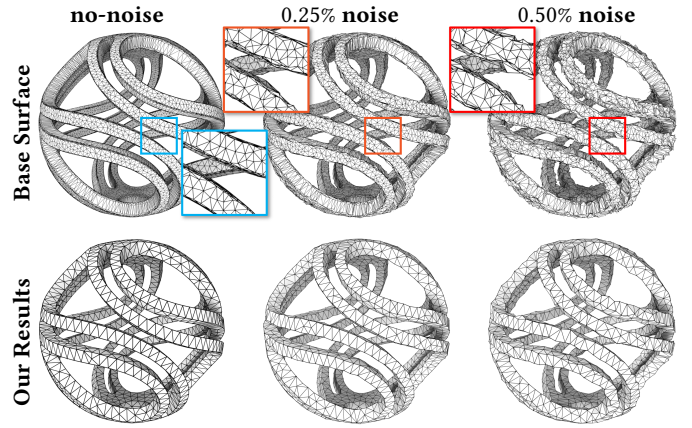 no-noise
0.25% noise
0.50% noise
Base Surface
Our Results